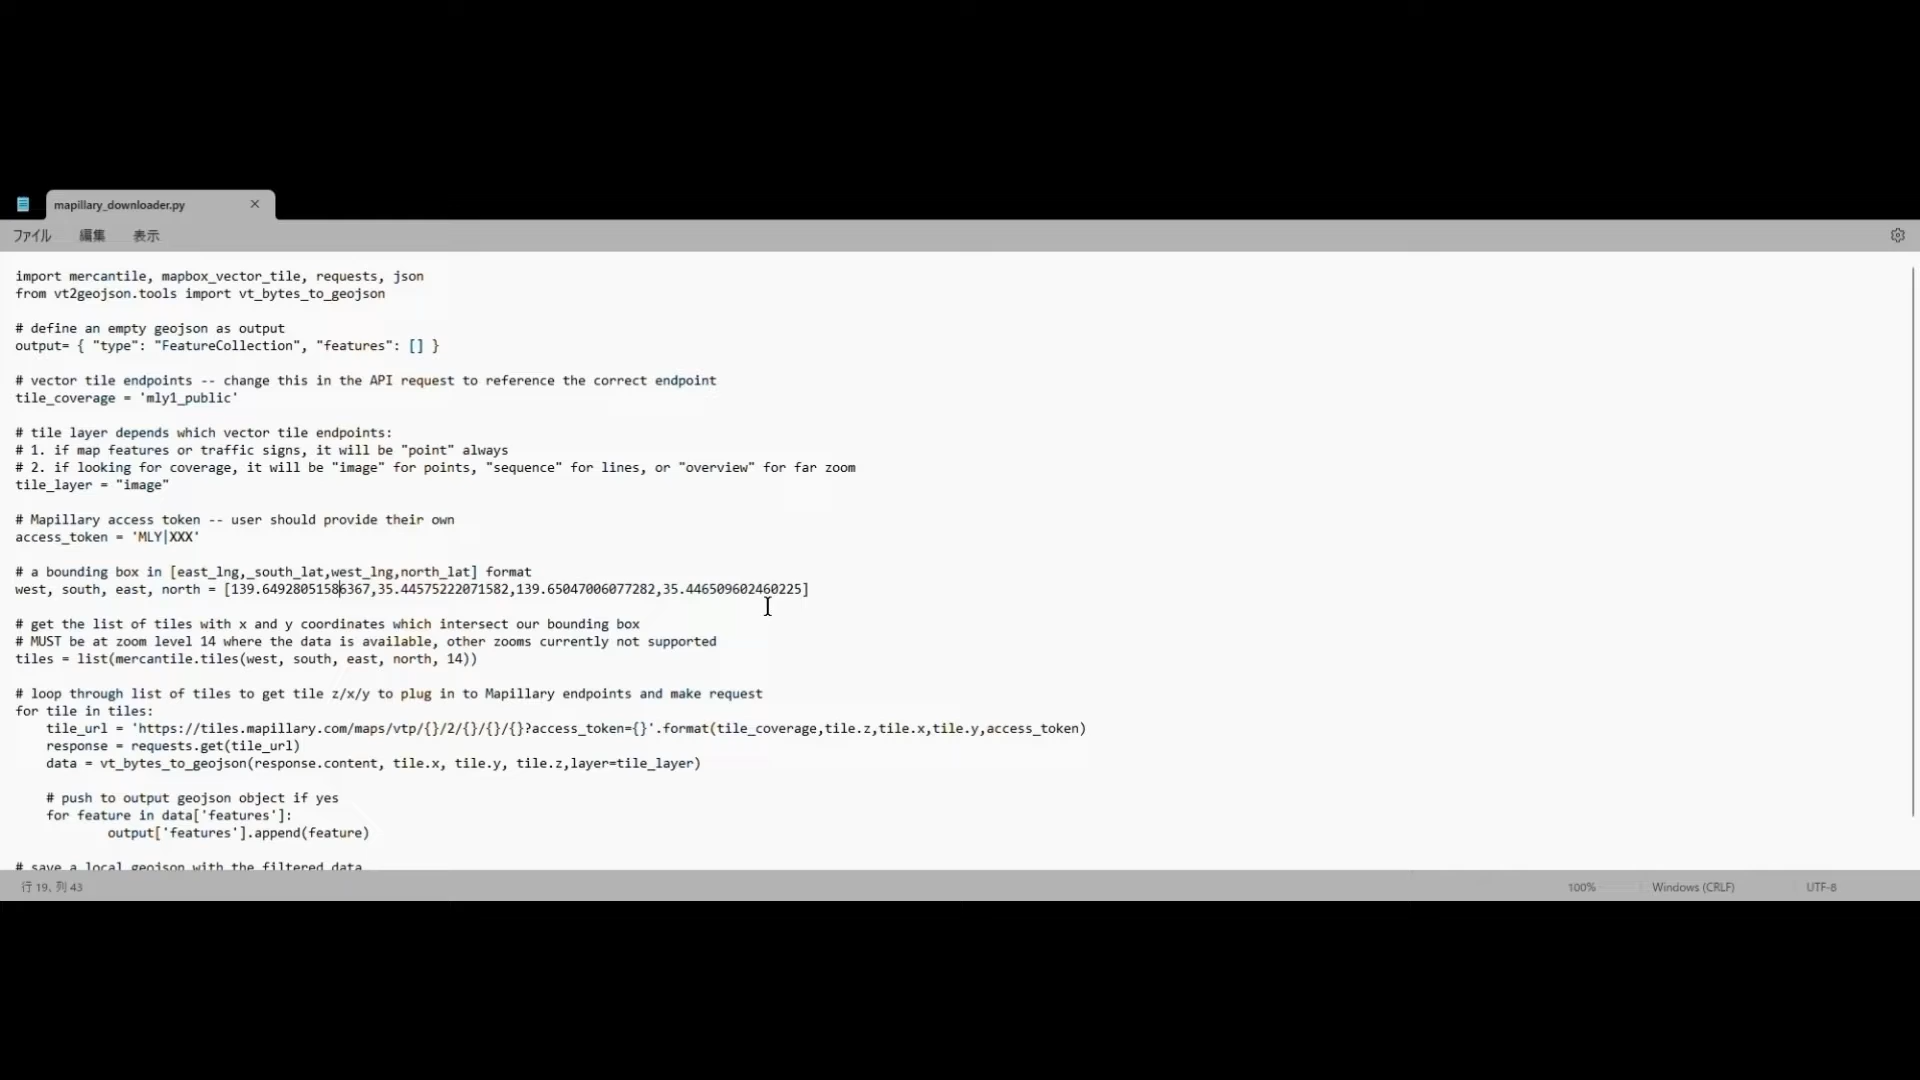 mapillary_downloader.py
ファイル 編集 表示
import mercantile, mapbox_vector_tile, requests, json
from vt2geojson.tools import vt_bytes_to_geojson
# define an empty geojson as output
output= { "type": "FeatureCollection", "features": [] }
# vector tile endpoints -- change this in the API request to reference the correct endpoint
tile_coverage = 'mly1_public'
# tile layer depends which vector tile endpoints:
# 1. if map features or traffic signs, it will be "point" always
# 2. if looking for coverage, it will be "image" for points, "sequence" for lines, or "overview" for far zoom
tile_layer = "image"
# Mapillary access token -- user should provide their own
access_token = 'MLY|XXX'
# a bounding box in [east_lng,_south_lat,west_lng,north_lat] format
west, south, east, north = [139.64928051586367,35.44575222071582,139.65047006077282,35.446509602460225]
# get the list of tiles with x and y coordinates which intersect our bounding box
# MUST be at zoom level 14 where the data is available, other zooms currently not supported
tiles = list(mercantile.tiles(west, south, east, north, 14))
# loop through list of tiles to get tile z/x/y to plug in to Mapillary endpoints and make request
for tile in tiles:
    tile_url = 'https://tiles.mapillary.com/maps/vtp/{}/2/{}/{}/{}?access_token={}'.format(tile_coverage,tile.z,tile.x,tile.y,access_token)
    response = requests.get(tile_url)
    data = vt_bytes_to_geojson(response.content, tile.x, tile.y, tile.z,layer=tile_layer)
    # push to output geojson object if yes
    for feature in data['features']:
            output['features'].append(feature)
# save a local geojson with the filtered data
行 19, 列 43 100% Windows (CRLF) UTF-8